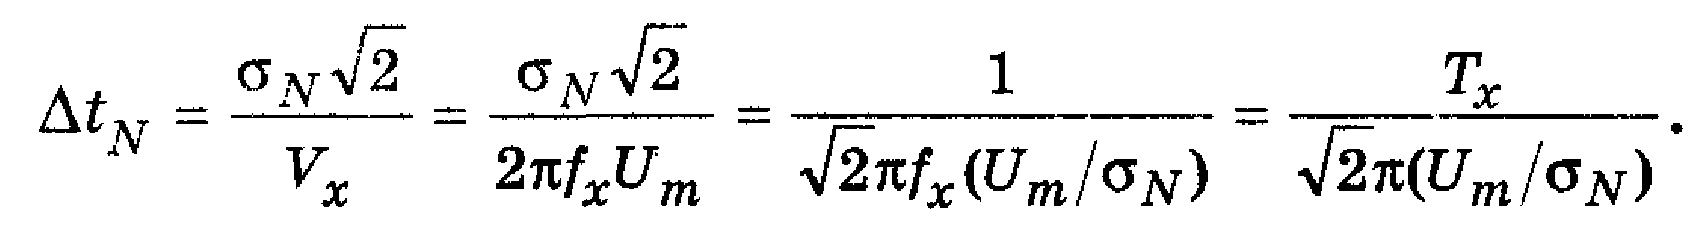 Δt_N = σ_N√2 / V_x = σ_N√2 / 2πf_xU_m = 1 / √2πf_x(U_m/σ_N) = T_x / √2π(U_m/σ_N).